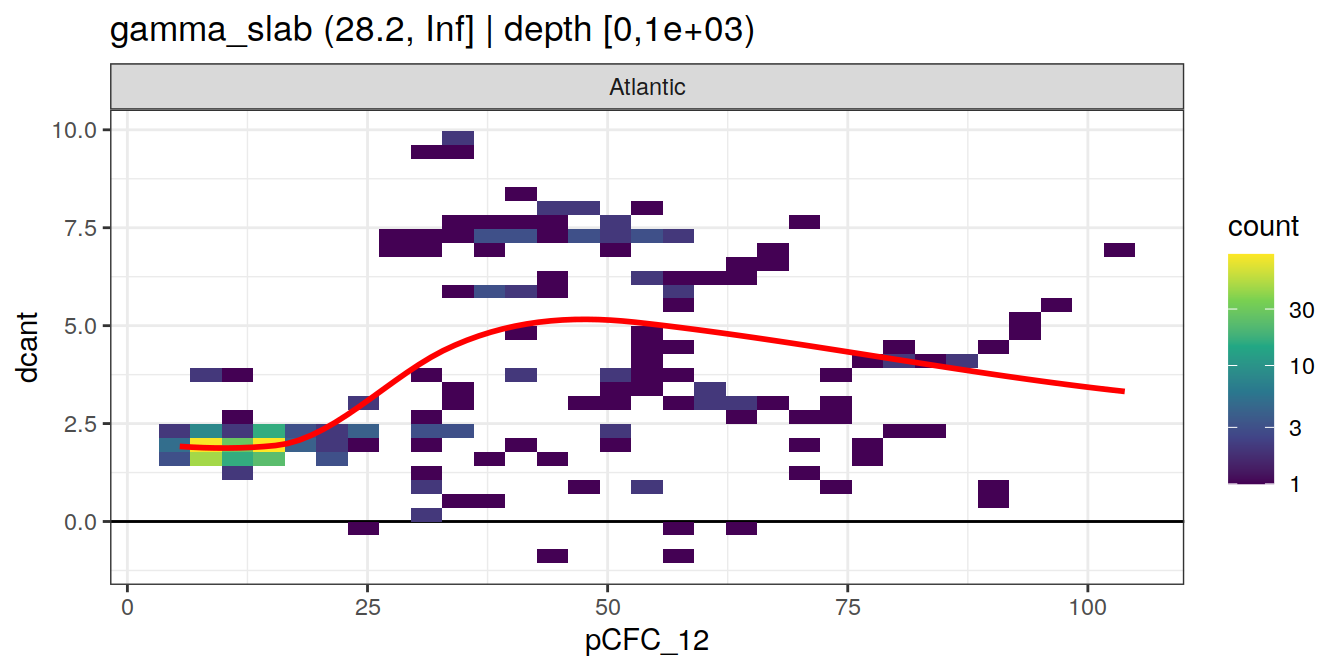 gamma_slab (28.2, Inf] | depth [0,1e+03)
Atlantic
10.0
7.5
5.0
2.5
0.0
dcant
0
25
50
75
100
pCFC_12
count
30
10
3
1